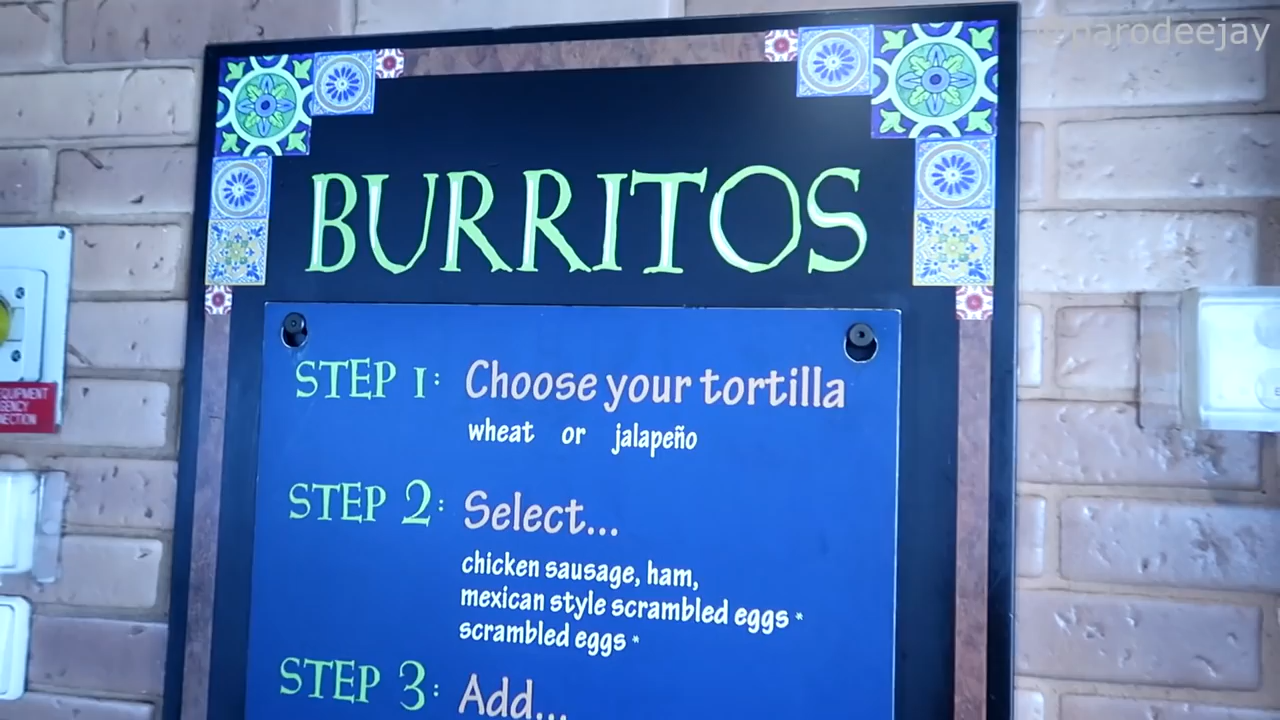 narodeejay
BURRITOS
STEP 1: Choose your tortilla
wheat or jalapeño
STEP 2: Select...
chicken sausage, ham,
mexican style scrambled eggs *
scrambled eggs *
STEP 3: Add...